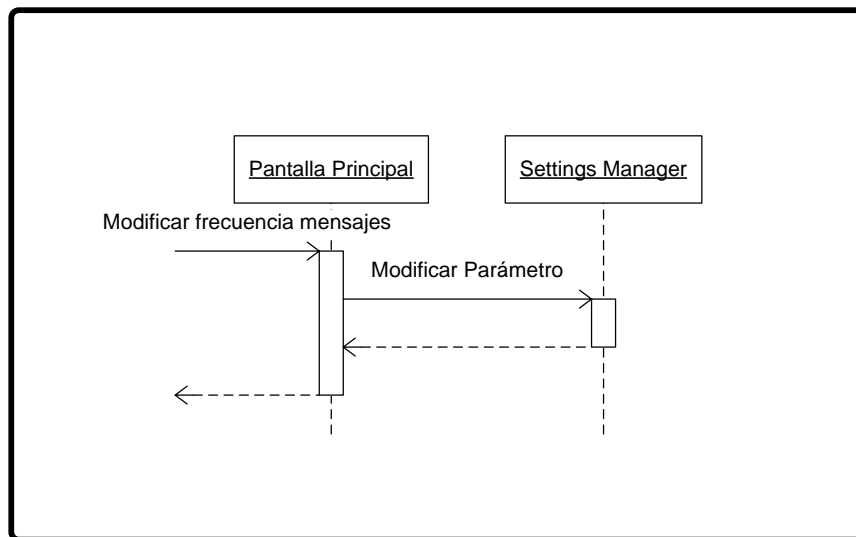 Pantalla Principal
Settings Manager
Modificar frecuencia mensajes
Modificar Parámetro